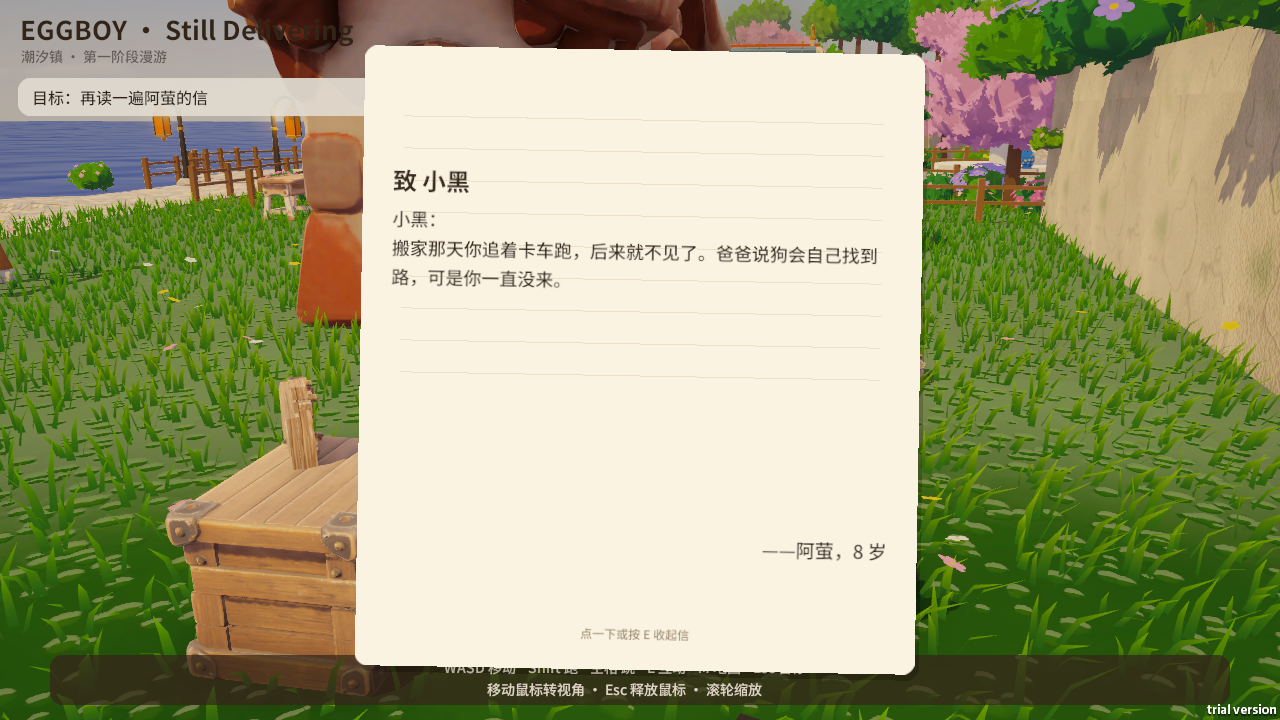 EGGBOY · Still Delivering
潮汐镇 · 第一阶段漫游
目标：再读一遍阿萤的信
致 小黑
小黑：
搬家那天你追着卡车跑，后来就不见了。爸爸说狗会自己找到
路，可是你一直没来。
——阿萤，8 岁
点一下或按 E 收起信
WASD 移动
移动鼠标转视角 · Esc 释放鼠标 · 滚轮缩放
trial version